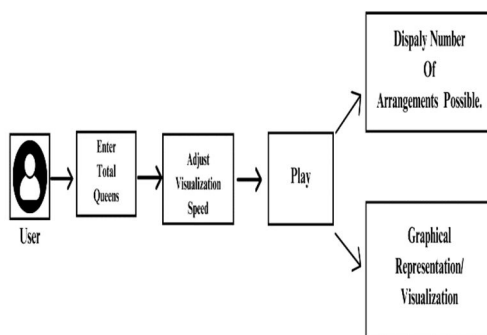 User
Enter
Total
Queens
Adjust
Visualization
Speed
Play
Dispaly Number
Of
Arrangements Possible.
Graphical
Representation/
Visualization